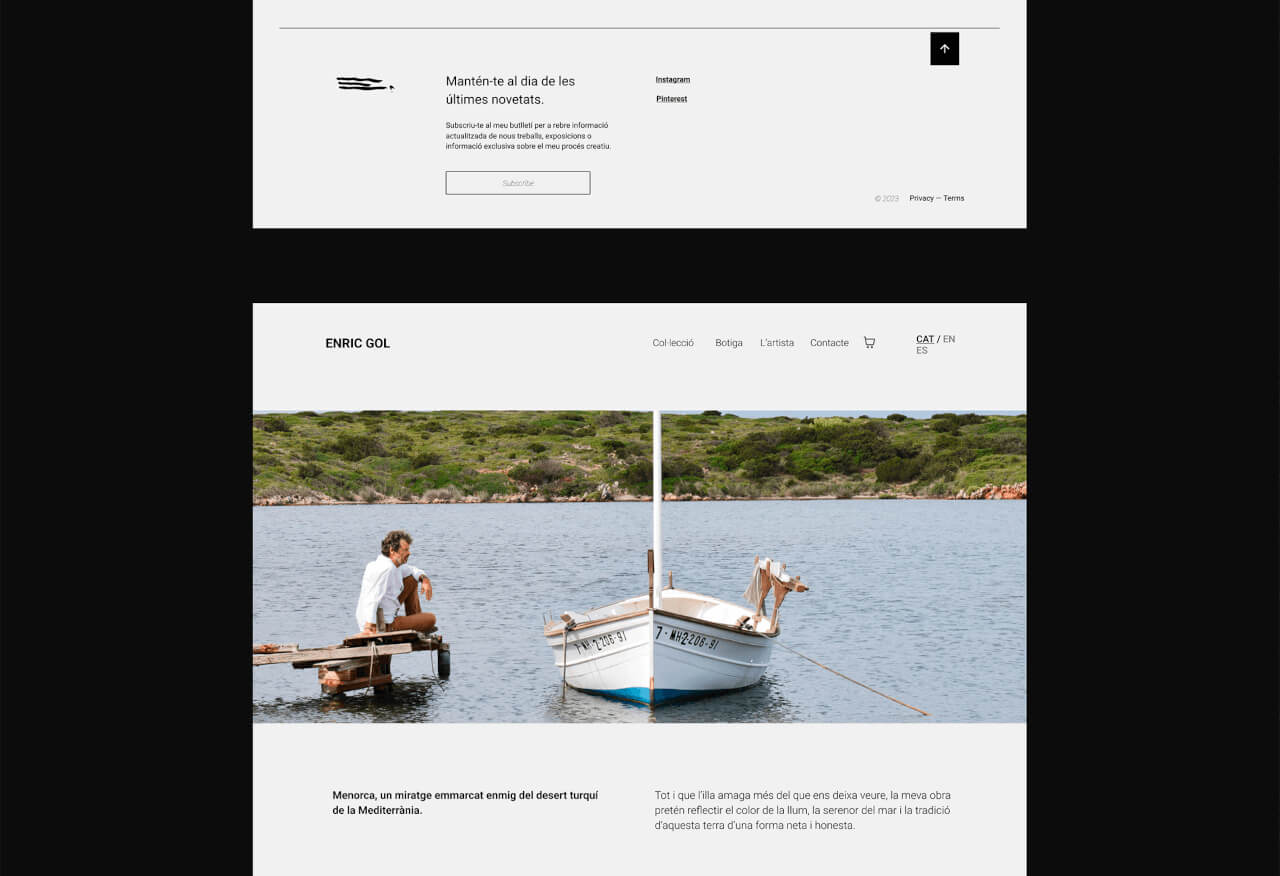 Mantén-te al dia de les
últimes novetats.
Subscriu-te al meu butlletí per a rebre informació
actualitzada de nous treballs, exposicions o
informació exclusiva sobre el meu procés creatiu.
Subscribe
Instagram
Pinterest
© 2023 Privacy — Terms
ENRIC GOL
Col·lecció Botiga L'artista Contacte
CAT / EN
ES
7-MH-2-206-91 7-MH2-206-91
Menorca, un miratge emmarcat enmig del desert turquí
de la Mediterrània.
Tot i que l'illa amaga més del que ens deixa veure, la meva obra
pretén reflectir el color de la llum, la serenor del mar i la tradició
d'aquesta terra d'una forma neta i honesta.